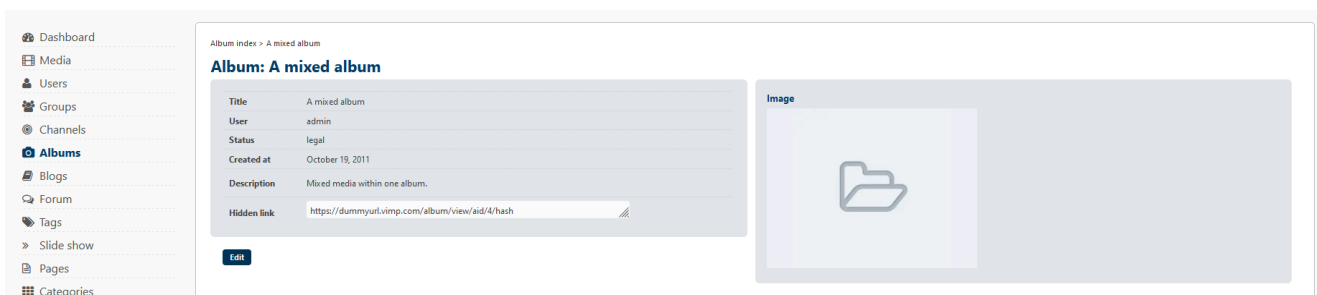 Dashboard
Media
Users
Groups
Channels
Albums
Blogs
Forum
Tags
Slide show
Pages
Categories
Album index > A mixed album
Album: A mixed album
Title A mixed album
User admin
Status legal
Created at October 19, 2011
Description Mixed media within one album.
Hidden link https://dummyurl.vimp.com/album/view/aid/4/hash
Edit
Image